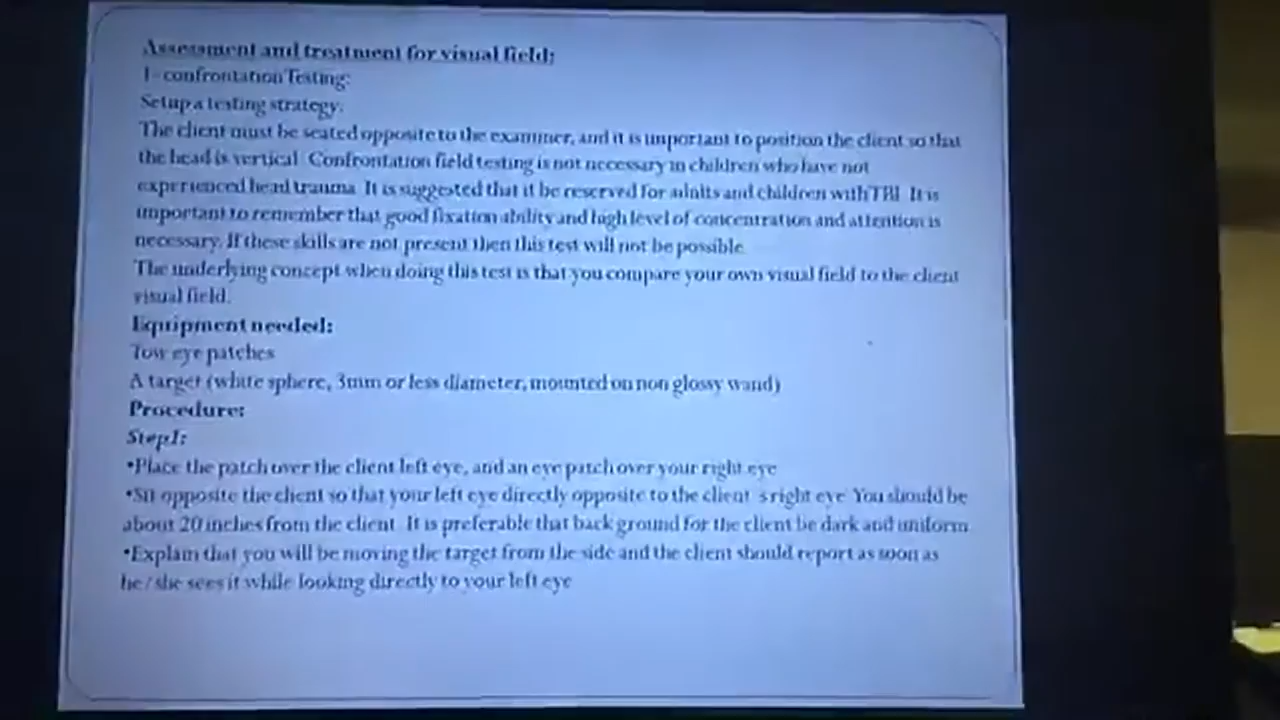 Assessment and treatment for visual field:
1- confrontation Testing:
Setup a testing strategy.
The client must be seated opposite to the examiner, and it is important to position the client so that
the head is vertical. Confrontation field testing is not necessary in children who have not
experienced head trauma. It is suggested that it be reserved for adults and children with TBI. It is
important to remember that good fixation ability and high level of concentration and attention is
necessary. If these skills are not present then this test will not be possible.
The underlying concept when doing this test is that you compare your own visual field to the client
visual field.
Equipment needed:
Tow eye patches
A target (white sphere, 3mm or less diameter, mounted on non glossy wand)
Procedure:
Step1:
•Place the patch over the client left eye, and an eye patch over your right eye
•Sit opposite the client so that your left eye directly opposite to the client 's right eye. You should be
about 20 inches from the client. It is preferable that back ground for the client be dark and uniform
•Explain that you will be moving the target from the side and the client should report as soon as
he / she sees it while looking directly to your left eye